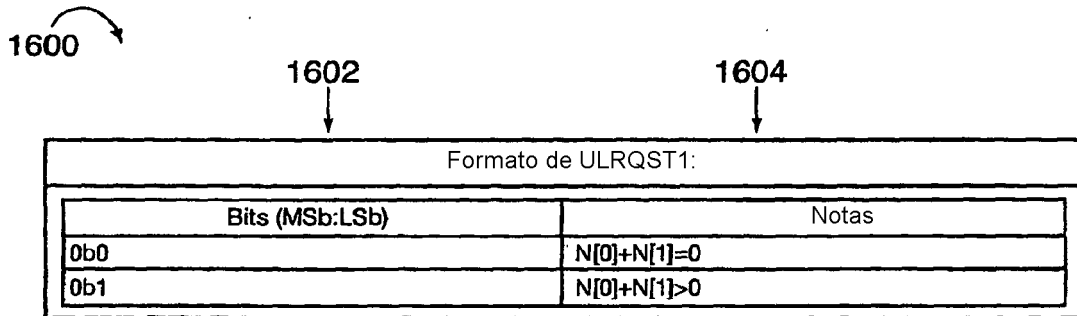 1600
1602 1604
Formato de ULRQST1:
Bits (MSb:LSb) Notas
0b0 N[0]+N[1]=0
0b1 N[0]+N[1]>0